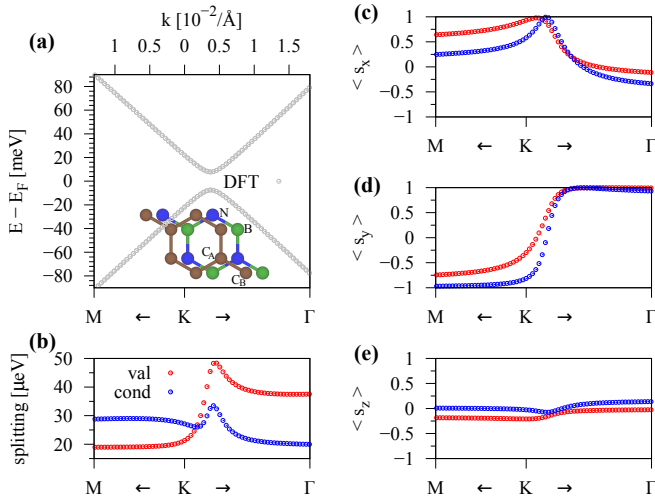 k [10⁻²/Å]
1 0.5 0 0.5 1 1.5
(a)
E − E_F [meV]
80
60
40
20
0
−20
−40
−60
−80
DFT
N
B
C_A
C_B
M ← K → Γ
(b)
splitting [μeV]
50
40
30
20
val
cond
M ← K → Γ
(c)
< s_x >
1
0.5
0
−0.5
−1
M ← K → Γ
(d)
< s_y >
1
0.5
0
−0.5
−1
M ← K → Γ
(e)
< s_z >
1
0.5
0
−0.5
−1
M ← K → Γ